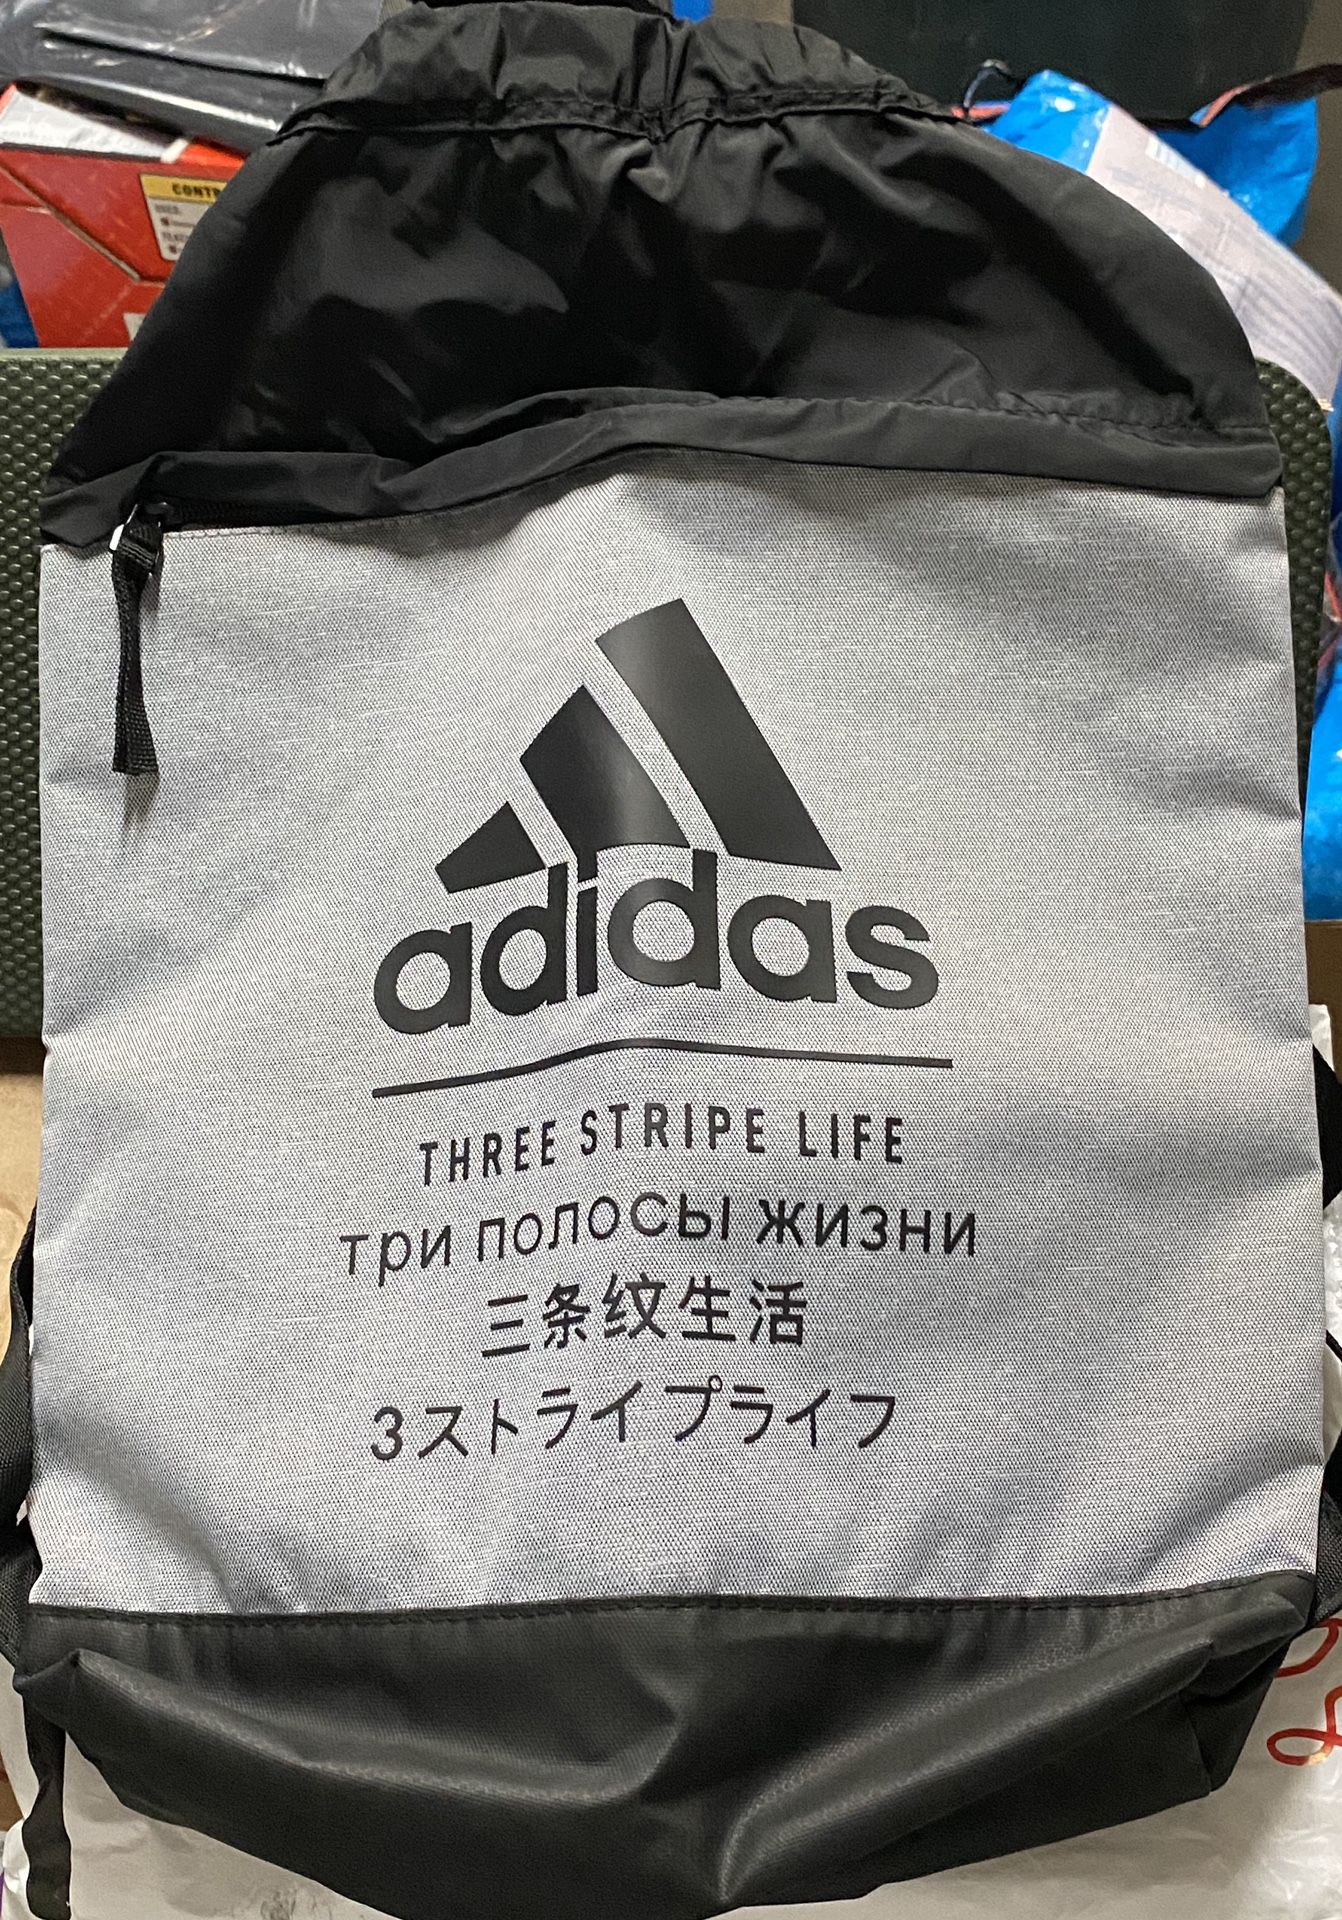 CONTR
adidas
THREE STRIPE LIFE
три полосы жизни
三条纹生活
3ストライプライフ